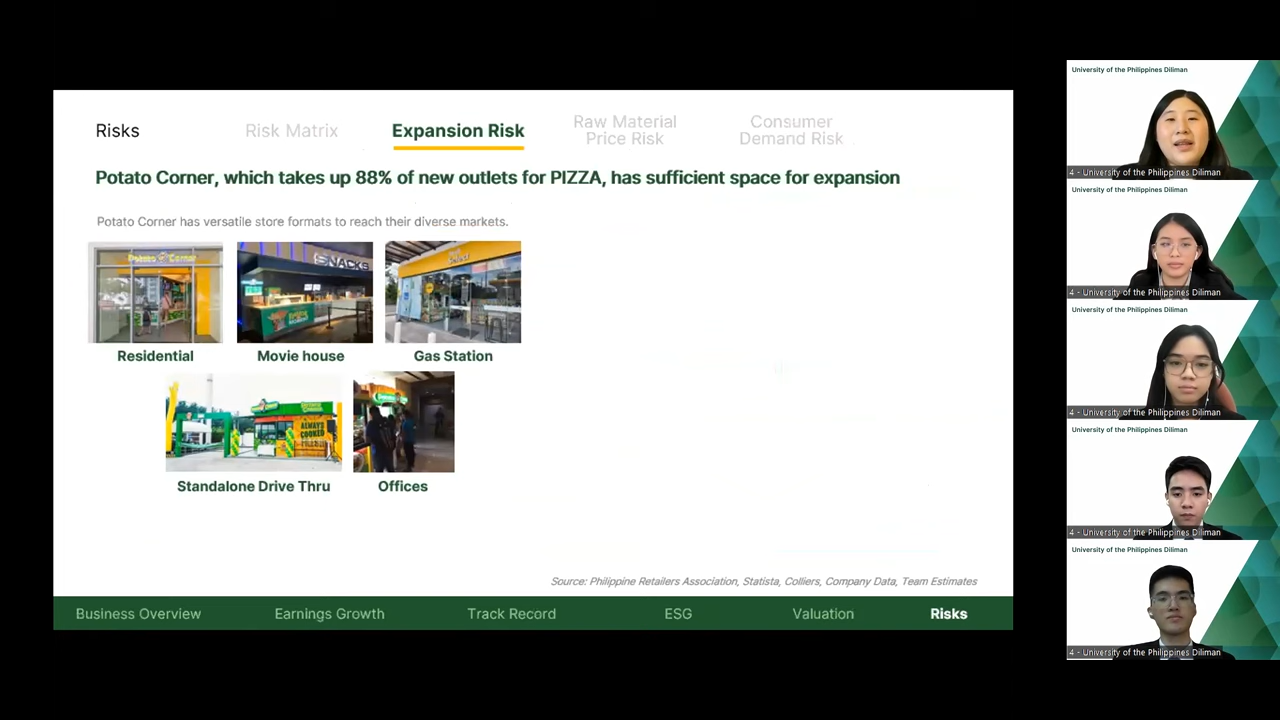 Risks
Risk Matrix
Expansion Risk
Raw Material
Price Risk
Consumer
Demand Risk
Potato Corner, which takes up 88% of new outlets for PIZZA, has sufficient space for expansion
Potato Corner has versatile store formats to reach their diverse markets.
Potato Corner
SNACKS
Residential
Movie house
Gas Station
ALWAYS
COOKED
Standalone Drive Thru
Offices
Source: Philippine Retailers Association, Statista, Colliers, Company Data, Team Estimates
Business Overview
Earnings Growth
Track Record
ESG
Valuation
Risks
University of the Philippines Diliman
4 - University of the Philippines Diliman
University of the Philippines Diliman
4 - University of the Philippines Diliman
University of the Philippines Diliman
4 - University of the Philippines Diliman
University of the Philippines Diliman
4 - University of the Philippines Diliman
University of the Philippines Diliman
4 - University of the Philippines Diliman